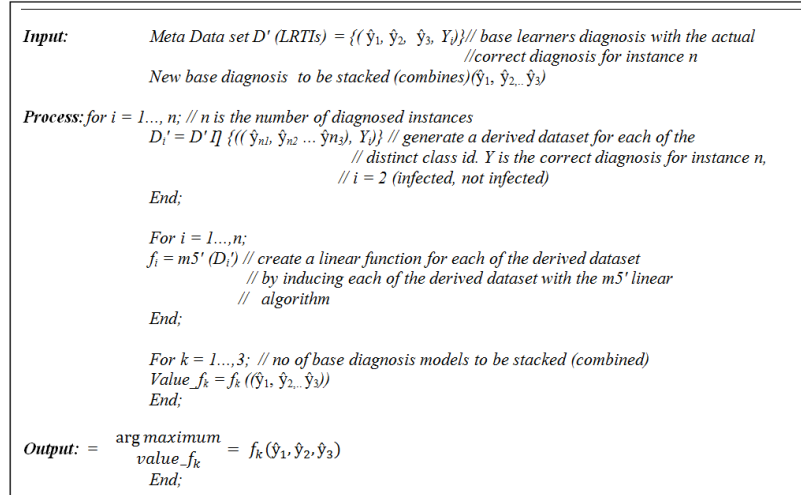 Input: Meta Data set D' (LRTIs) = {( ŷ₁, ŷ₂, ŷ₃, Yᵢ)}// base learners diagnosis with the actual
//correct diagnosis for instance n
New base diagnosis to be stacked (combines)(ŷ₁, ŷ₂,.. ŷ₃)
Process: for i = 1..., n; // n is the number of diagnosed instances
Dᵢ' = D' ∏ {(( ŷₙ₁, ŷₙ₂ ... ŷn₃), Yᵢ)} // generate a derived dataset for each of the
// distinct class id. Y is the correct diagnosis for instance n,
// i = 2 (infected, not infected)
End;
For i = 1...,n;
fᵢ = m5' (Dᵢ') // create a linear function for each of the derived dataset
// by inducing each of the derived dataset with the m5' linear
// algorithm
End;
For k = 1...,3; // no of base diagnosis models to be stacked (combined)
Value_fₖ = fₖ ((ŷ₁, ŷ₂,.. ŷ₃))
End;
Output: = arg maximum / value_fₖ = fₖ(ŷ₁, ŷ₂, ŷ₃)
End;